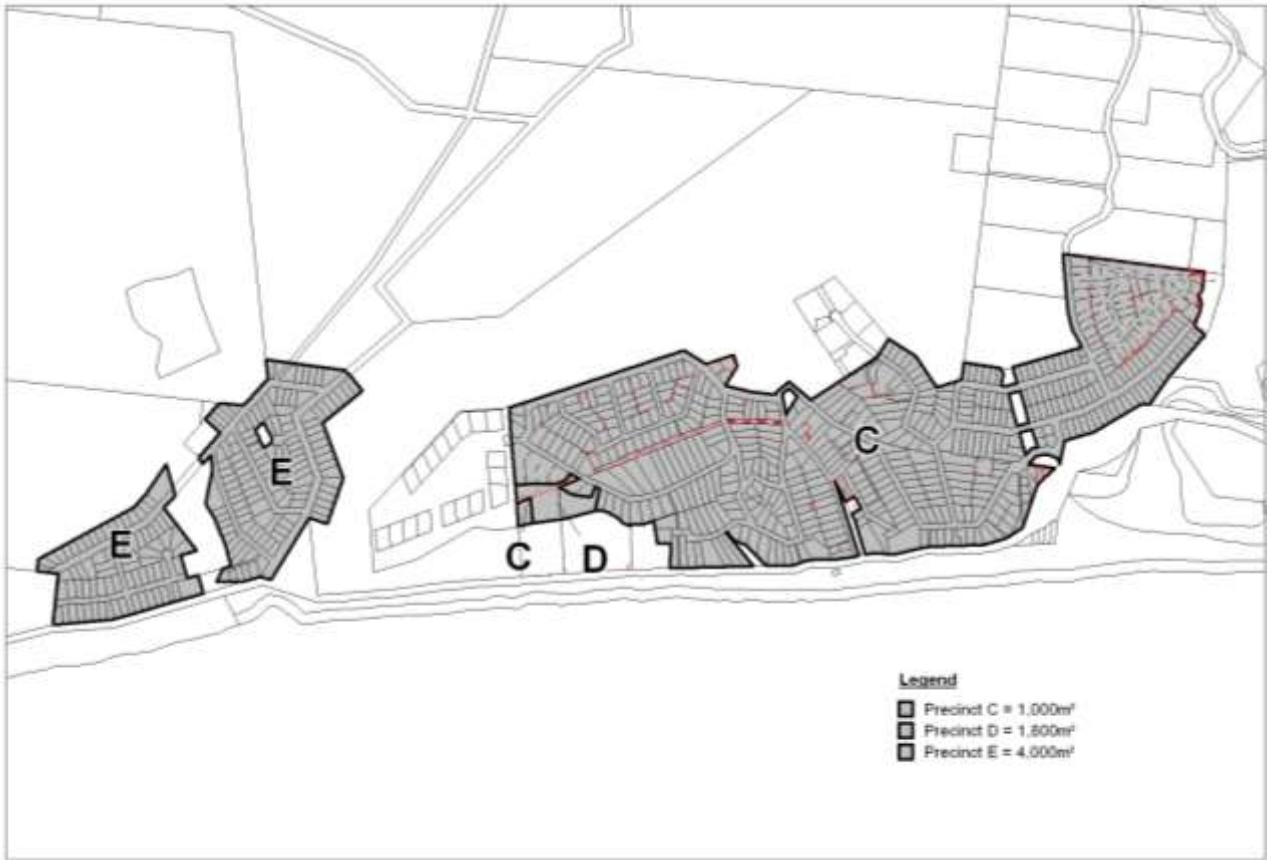 C
E
E
C
D
Legend
Precinct C = 1,000m²
Precinct D = 1,800m²
Precinct E = 4,000m²